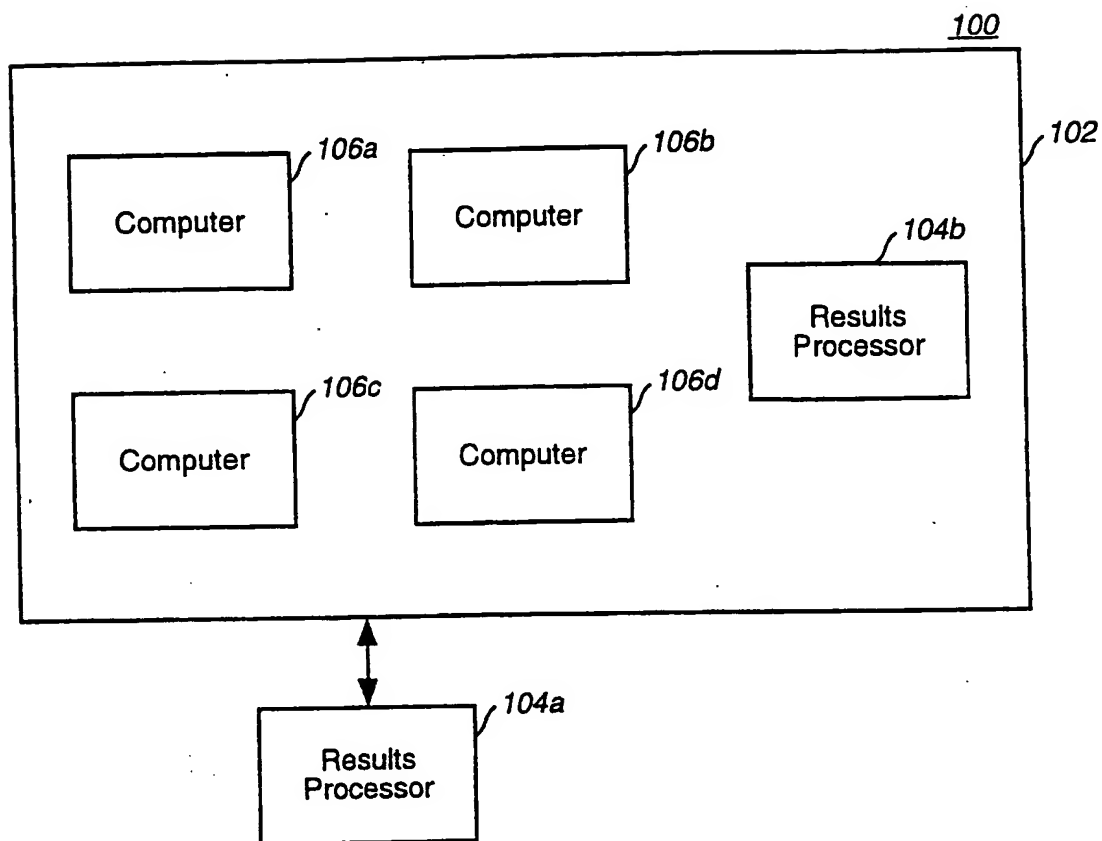 100
102
106a
106b
Computer
Computer
104b
Results
Processor
106c
106d
Computer
Computer
104a
Results
Processor